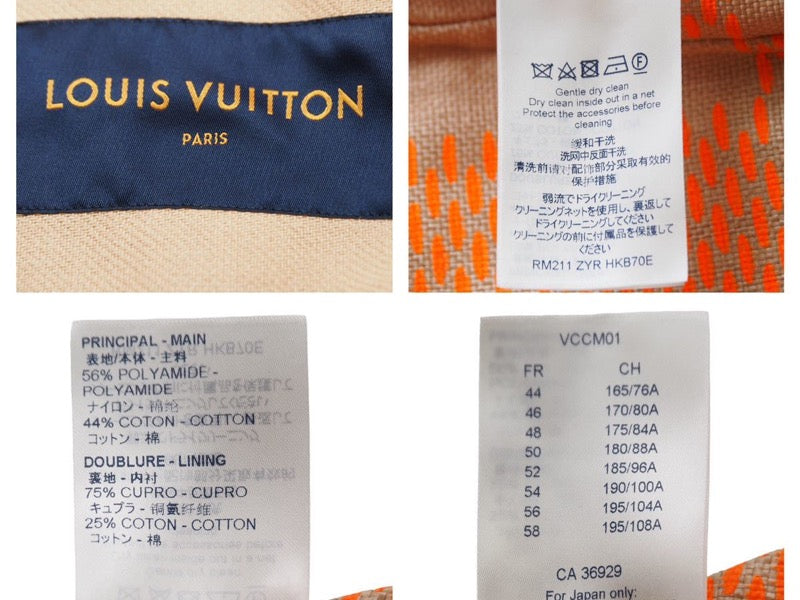 LOUIS VUITTON
PARIS
Gentle dry clean
Dry clean inside out in a net
Protect the accessories before
cleaning
缓和干洗
洗网中反面干洗
清洗前请对配饰部分采取有效的
保护措施
弱流でドライクリーニング
クリーニングネットを使用し、裏返して
ドライクリーニングしてください
クリーニングの前に付属品を保護して
ください
RM211 ZYR HKB70E
PRINCIPAL - MAIN
表地/本体 - 主料
56% POLYAMIDE -
POLYAMIDE
ナイロン - 锦纶
44% COTON - COTTON
コットン - 棉
DOUBLURE - LINING
裏地 - 内衬
75% CUPRO - CUPRO
キュプラ - 铜氨纤维
25% COTON - COTTON
コットン - 棉
VCCM01
FR CH
44 165/76A
46 170/80A
48 175/84A
50 180/88A
52 185/96A
54 190/100A
56 195/104A
58 195/108A
CA 36929
For Japan only: